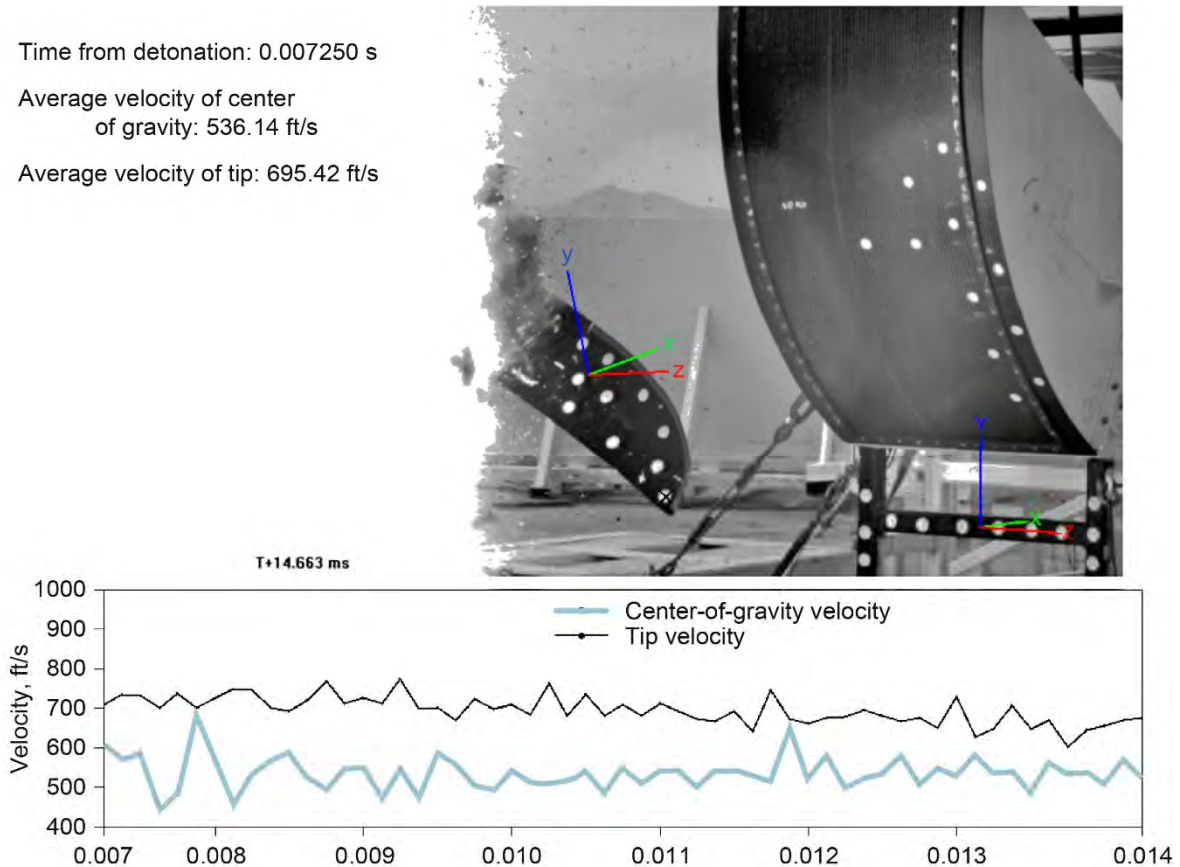 Time from detonation: 0.007250 s
Average velocity of center
of gravity: 536.14 ft/s
Average velocity of tip: 695.42 ft/s
y
x
z
Y
X
Z
T+14.663 ms
1000
900
800
700
600
500
400
Velocity, ft/s
Center-of-gravity velocity
Tip velocity
0.007
0.008
0.009
0.010
0.011
0.012
0.013
0.014